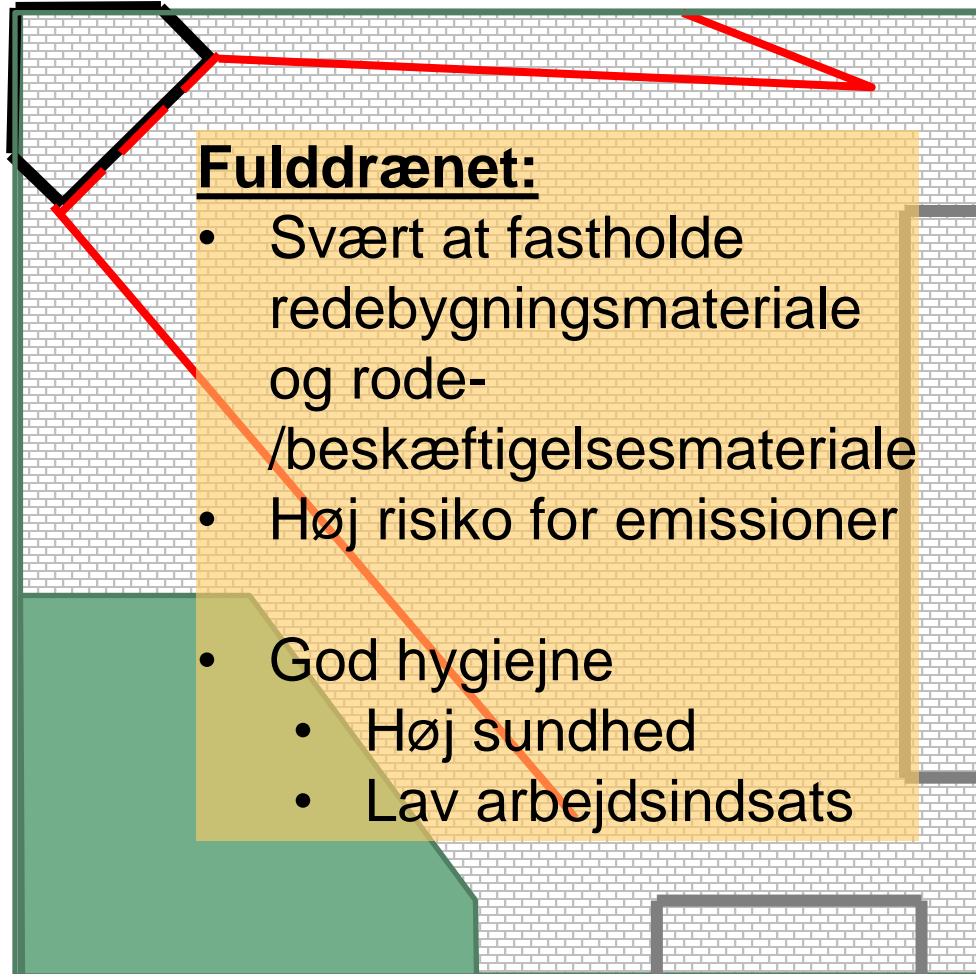 Fulddrænet:
• Svært at fastholde
redebygningsmateriale
og rode-
/beskæftigelsesmateriale
• Høj risiko for emissioner
• God hygiejne
• Høj sundhed
• Lav arbejdsindsats